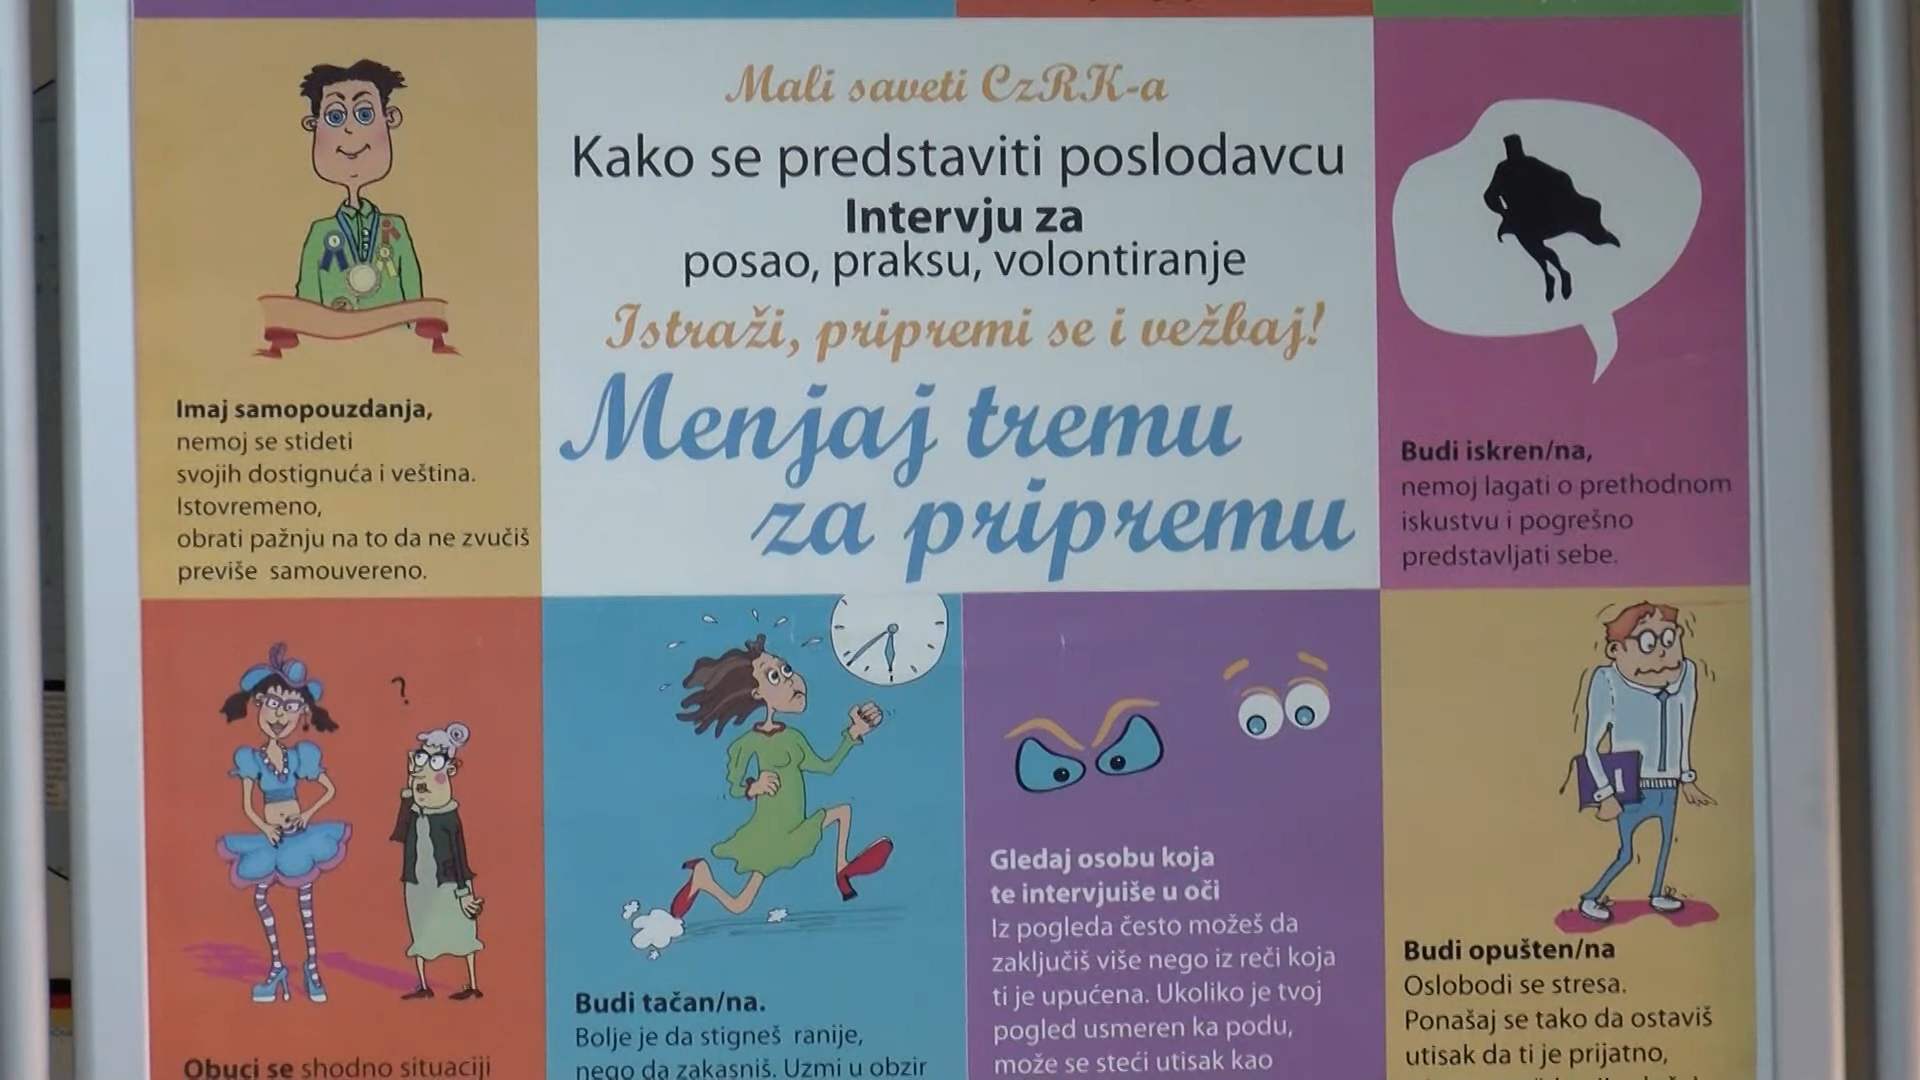 Mali saveti CzRK-a
Kako se predstaviti poslodavcu
Intervju za
posao, praksu, volontiranje
Istraži, pripremi se i vežbaj!
Menjaj tremu
za pripremu
Imaj samopouzdanja,
nemoj se stideti
svojih dostignuća i veština.
Istovremeno,
obrati pažnju na to da ne zvučiš
previše samouvereno.
Budi iskren/na,
nemoj lagati o prethodnom
iskustvu i pogrešno
predstavljati sebe.
?
Obuci se shodno situaciji
Budi tačan/na.
Bolje je da stigneš ranije,
nego da zakasniš. Uzmi u obzir
Gledaj osobu koja
te intervjuiše u oči
Iz pogleda često možeš da
zaključiš više nego iz reči koja
ti je upućena. Ukoliko je tvoj
pogled usmeren ka podu,
može se steći utisak kao
Budi opušten/na
Oslobodi se stresa.
Ponašaj se tako da ostaviš
utisak da ti je prijatno,